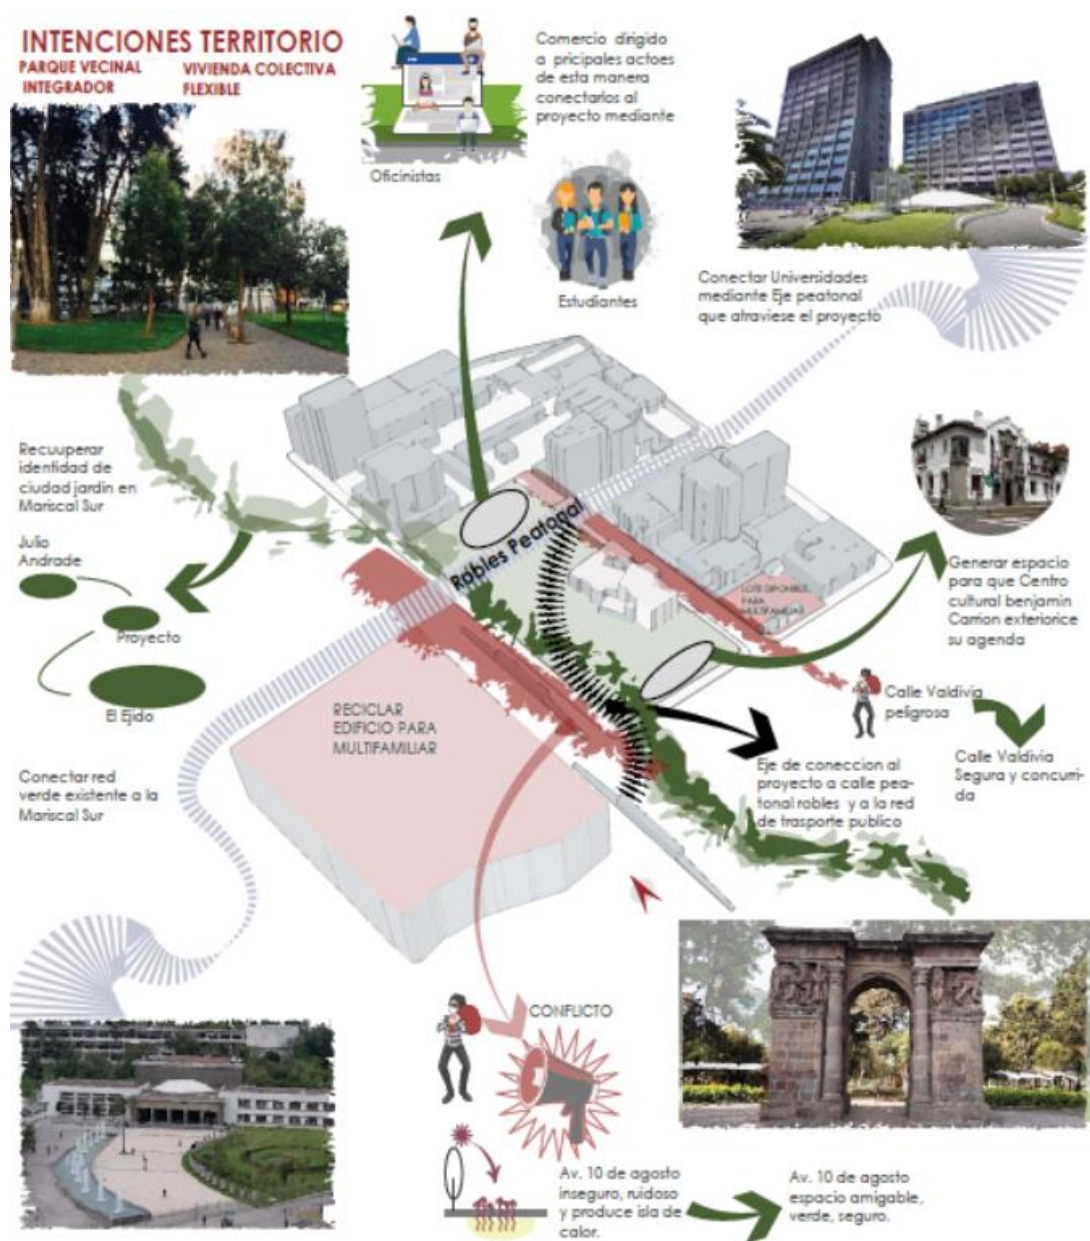 INTENCIONES TERRITORIO
PARQUE VECINAL
INTEGRADOR
VIVIENDA COLECTIVA
FLEXIBLE
Comercio dirigido
a pricipales actoes
de esta manera
conectarlos al
proyecto mediante
Oficinistas
Estudiantes
Conectar Universidades
mediante Eje peatonal
que atraviese el proyecto
Recuuperar
identidad de
ciudad jardin en
Mariscal Sur
Julio
Andrade
Proyecto
El Ejido
Robles Peatonal
LOTE DIPONIBLE
PARA
MULTIFAMILIAR
Generar espacio
para que Centro
cultural benjamin
Carrion exteriorice
su agenda
Calle Valdivia
peligrosa
Calle Valdivia
Segura y concurri-
da
RECICLAR
EDIFICIO PARA
MULTIFAMILIAR
Conectar red
verde existente a la
Mariscal Sur
Eje de coneccion al
proyecto a calle pea-
tonal robles y a la red
de trasporte publico
CONFLICTO
Av. 10 de agosto
inseguro, ruidoso
y produce isla de
calor.
Av. 10 de agosto
espacio amigable,
verde, seguro.